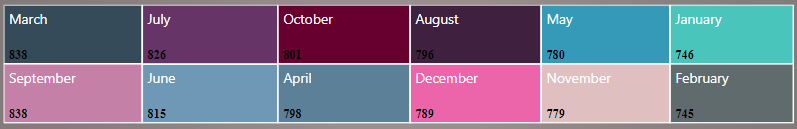 March
838
July
826
October
801
August
796
May
780
January
746
September
838
June
815
April
798
December
789
November
779
February
745